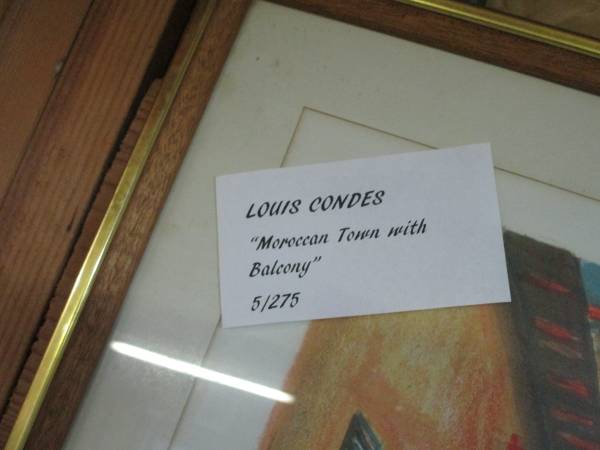 LOUIS CONDES
“Moroccan Town with
Balcony”
5/275